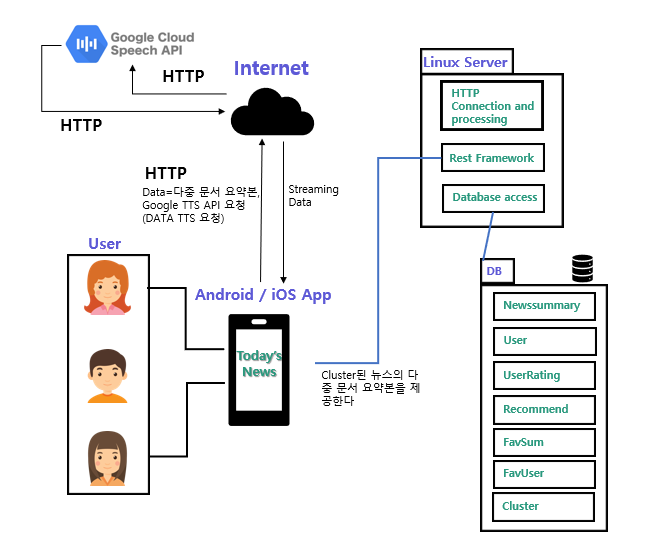 Google Cloud
Speech API
HTTP
HTTP
Internet
HTTP
Data=다중 문서 요약본,
Google TTS API 요청
(DATA TTS 요청)
Streaming
Data
User
Android / iOS App
Today's
News
Cluster된 뉴스의 다
중 문서 요약본을 제
공한다
Linux Server
HTTP
Connection and
processing
Rest Framework
Database access
DB
Newssummary
User
UserRating
Recommend
FavSum
FavUser
Cluster